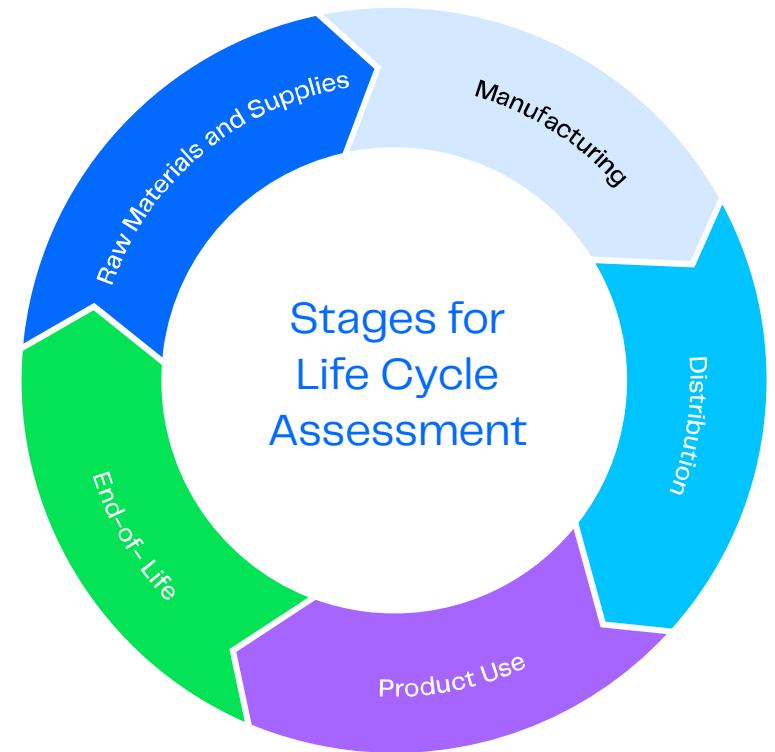 Stages for
Life Cycle
Assessment
Raw Materials and Supplies
Manufacturing
Distribution
Product Use
End-of- Life